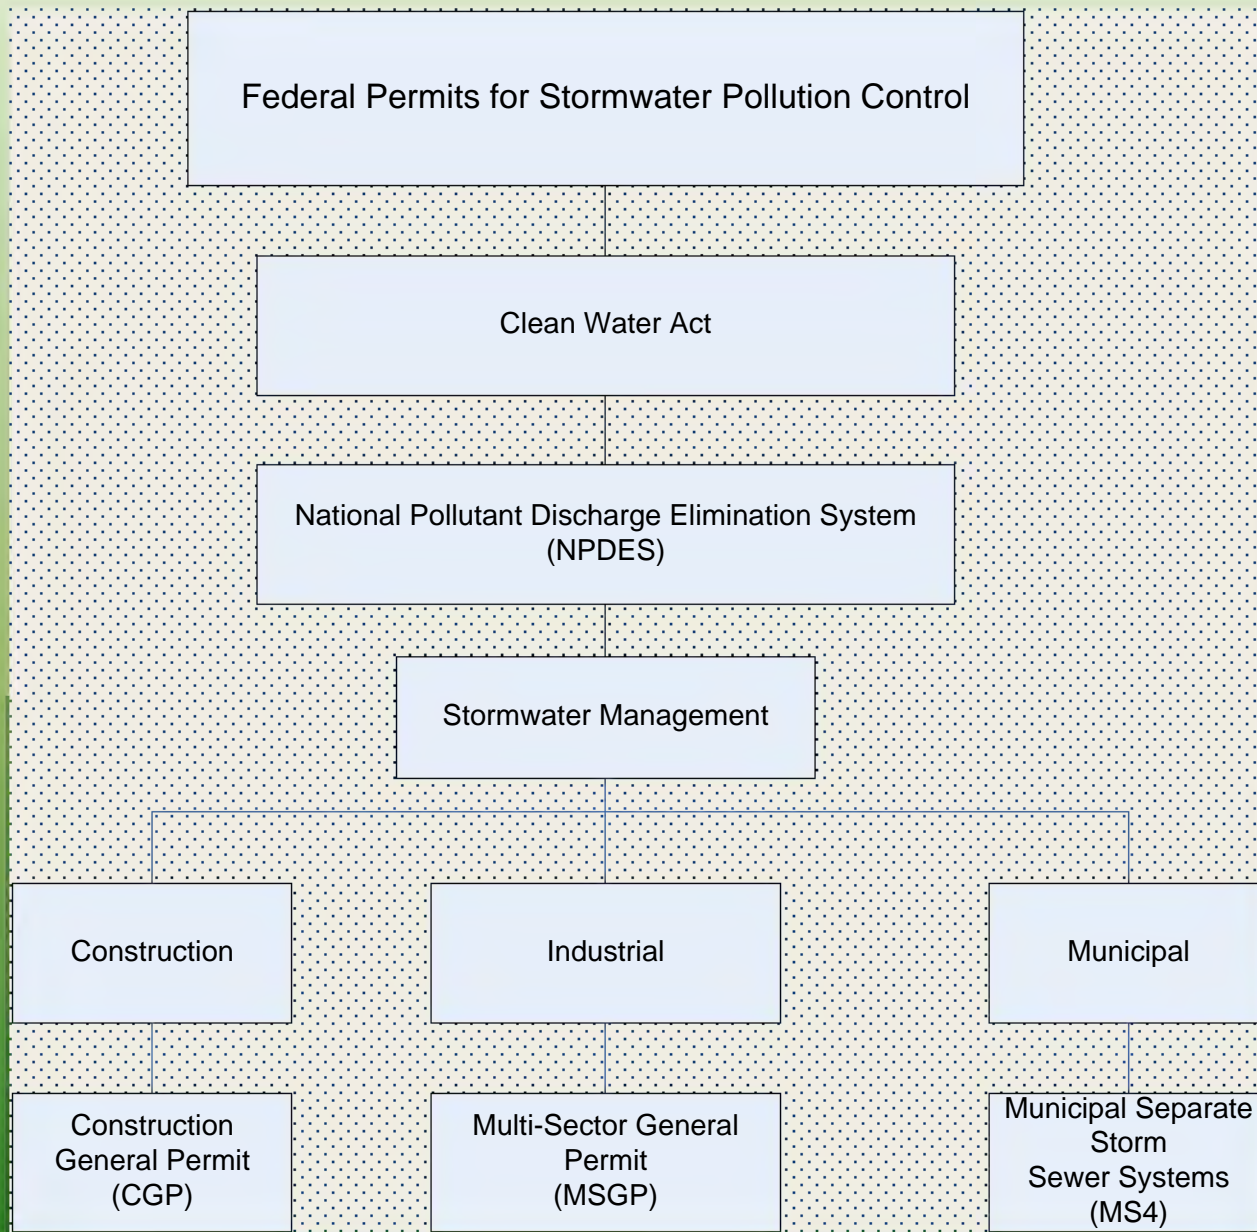 Federal Permits for Stormwater Pollution Control
Clean Water Act
National Pollutant Discharge Elimination System
(NPDES)
Stormwater Management
Construction
Industrial
Municipal
Construction
General Permit
(CGP)
Multi-Sector General
Permit
(MSGP)
Municipal Separate
Storm
Sewer Systems
(MS4)